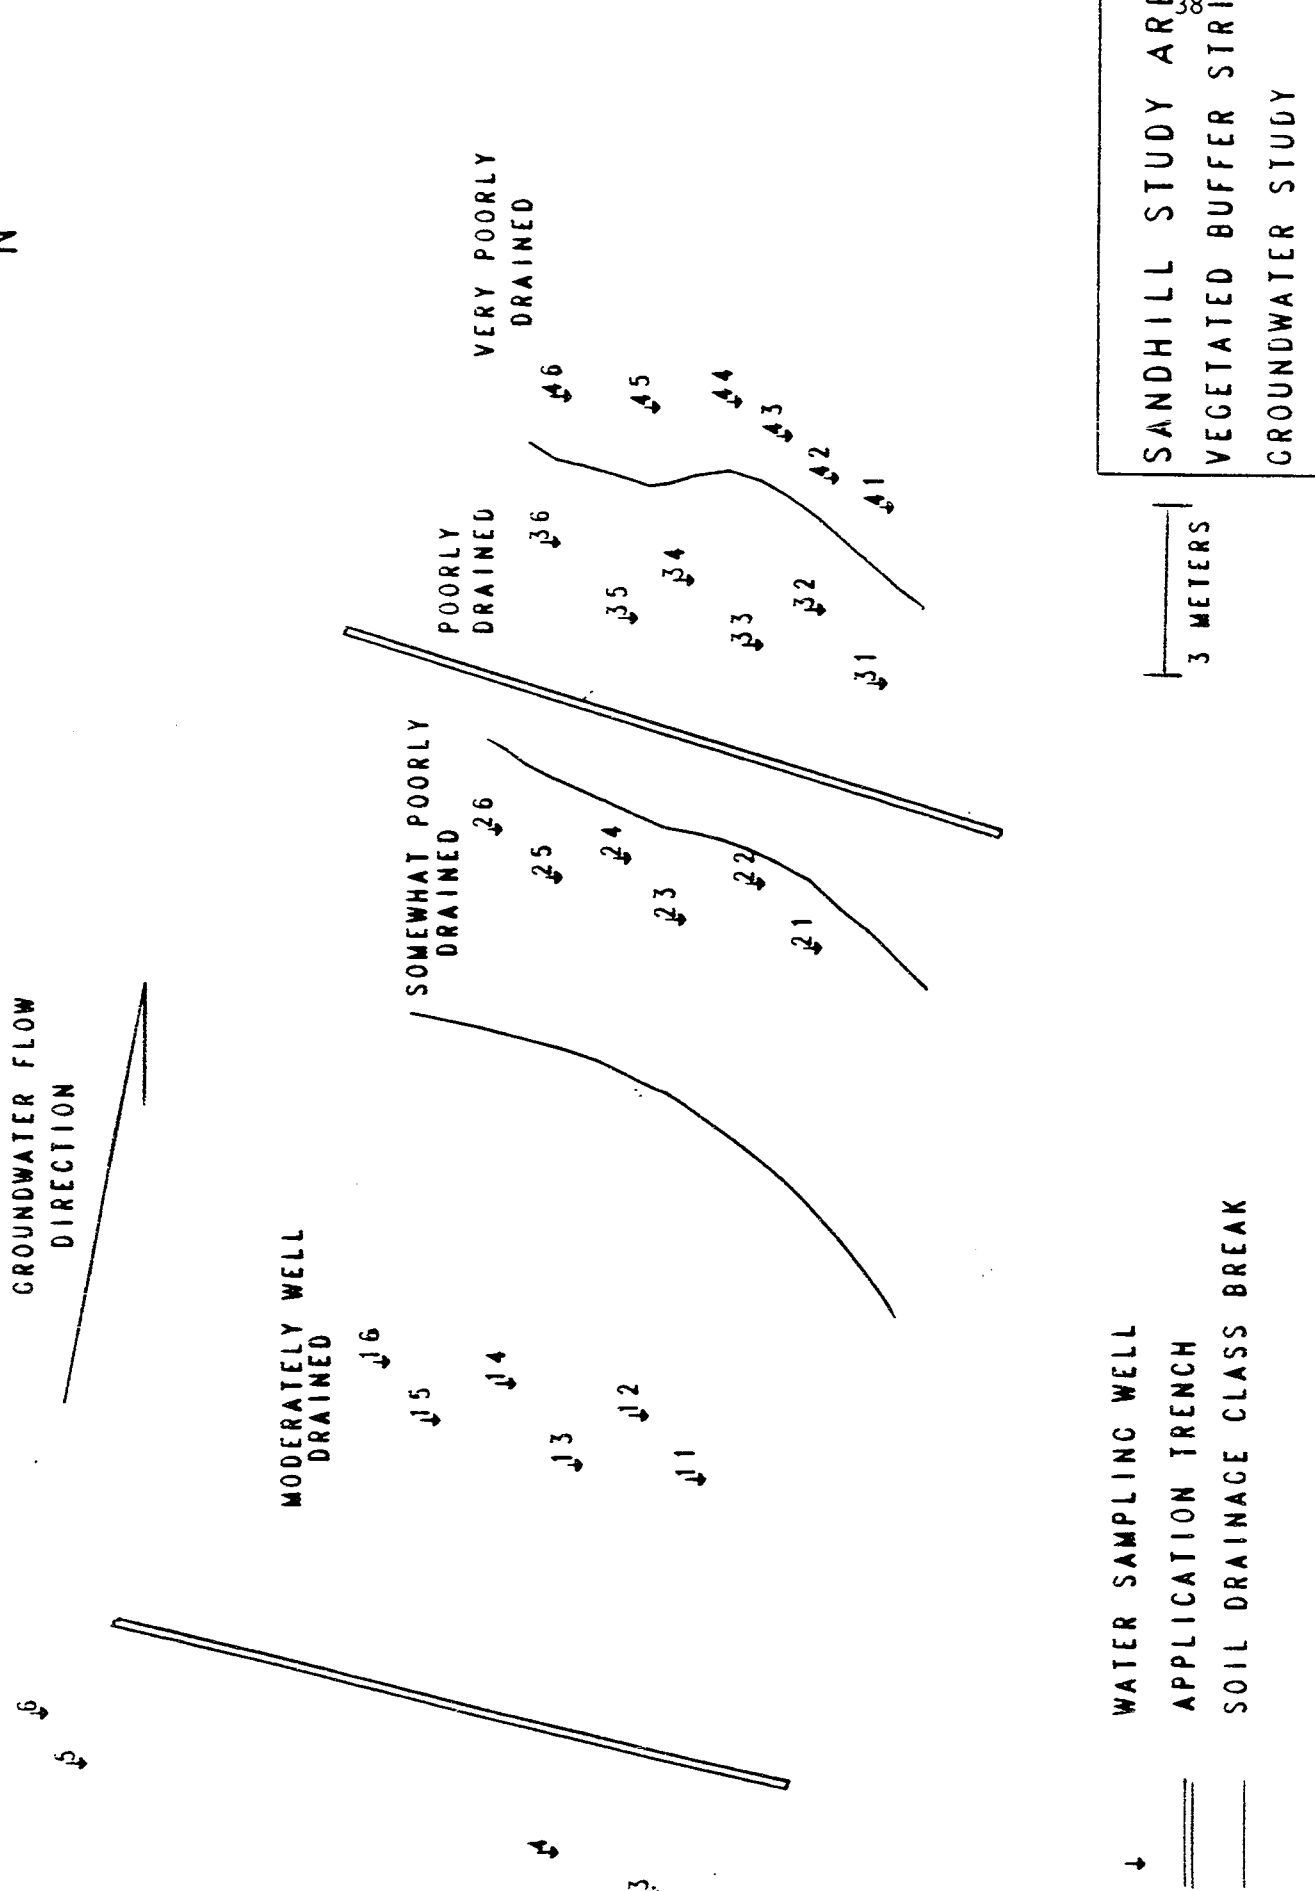 N
GROUNDWATER FLOW
DIRECTION
VERY POORLY
DRAINED
46
45
44
43
42
41
POORLY
DRAINED
36
35
34
33
32
31
SOMEWHAT POORLY
DRAINED
26
25
24
23
22
21
MODERATELY WELL
DRAINED
16
15
14
13
12
11
6
5
4
3
WATER SAMPLING WELL
APPLICATION TRENCH
SOIL DRAINAGE CLASS BREAK
3 METERS
SANDHILL STUDY ARE
VEGETATED BUFFER STRI
GROUNDWATER STUDY
38